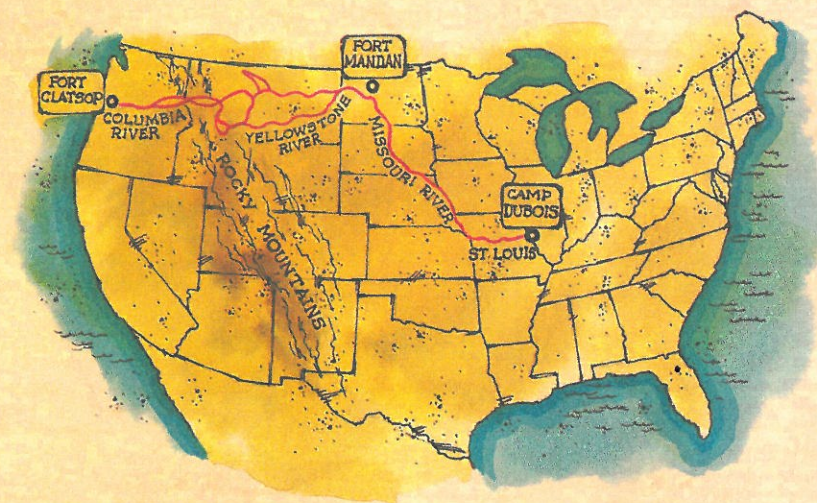 FORT
MANDAN
FORT
CLATSOP
COLUMBIA
RIVER
YELLOWSTONE
RIVER
MISSOURI RIVER
ROCKY MOUNTAINS
CAMP
DUBOIS
ST LOUIS